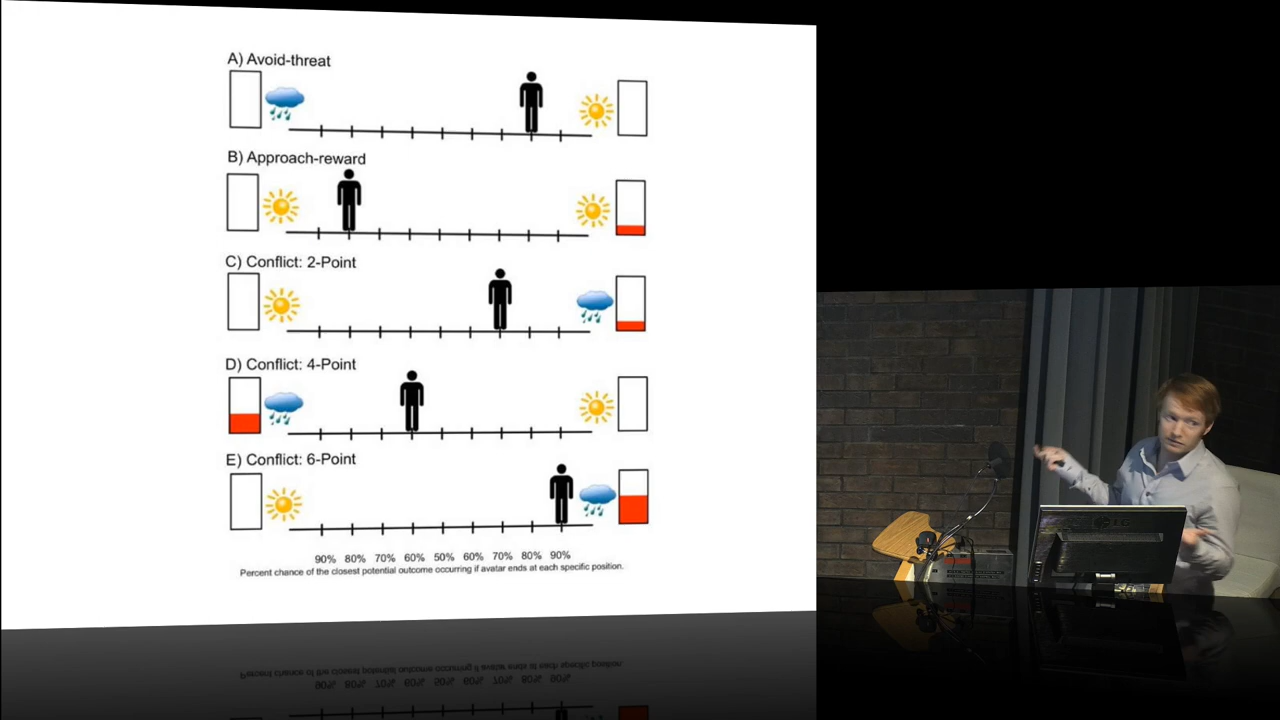 A) Avoid-threat
B) Approach-reward
C) Conflict: 2-Point
D) Conflict: 4-Point
E) Conflict: 6-Point
90% 80% 70% 60% 50% 60% 70% 80% 90%
Percent chance of the closest potential outcome occurring if avatar ends at each specific position.
LG